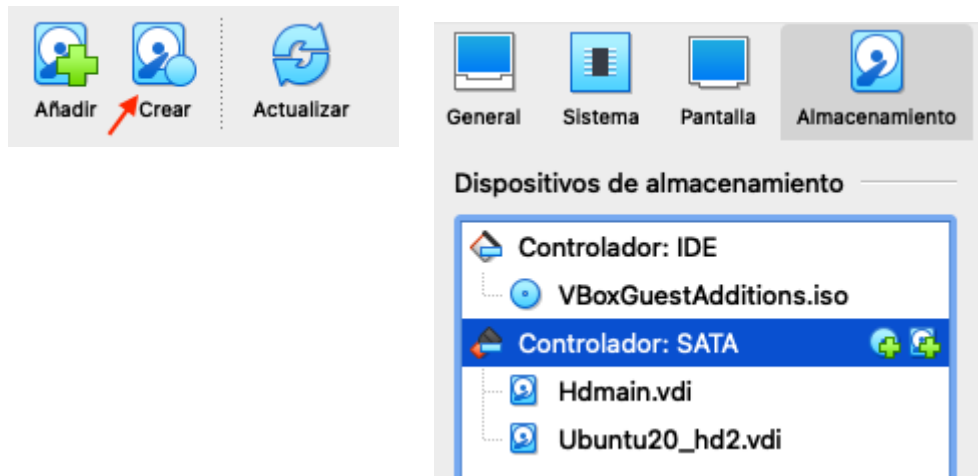 Añadir Crear Actualizar
General Sistema Pantalla Almacenamiento
Dispositivos de almacenamiento
Controlador: IDE
VBoxGuestAdditions.iso
Controlador: SATA
Hdmain.vdi
Ubuntu20_hd2.vdi